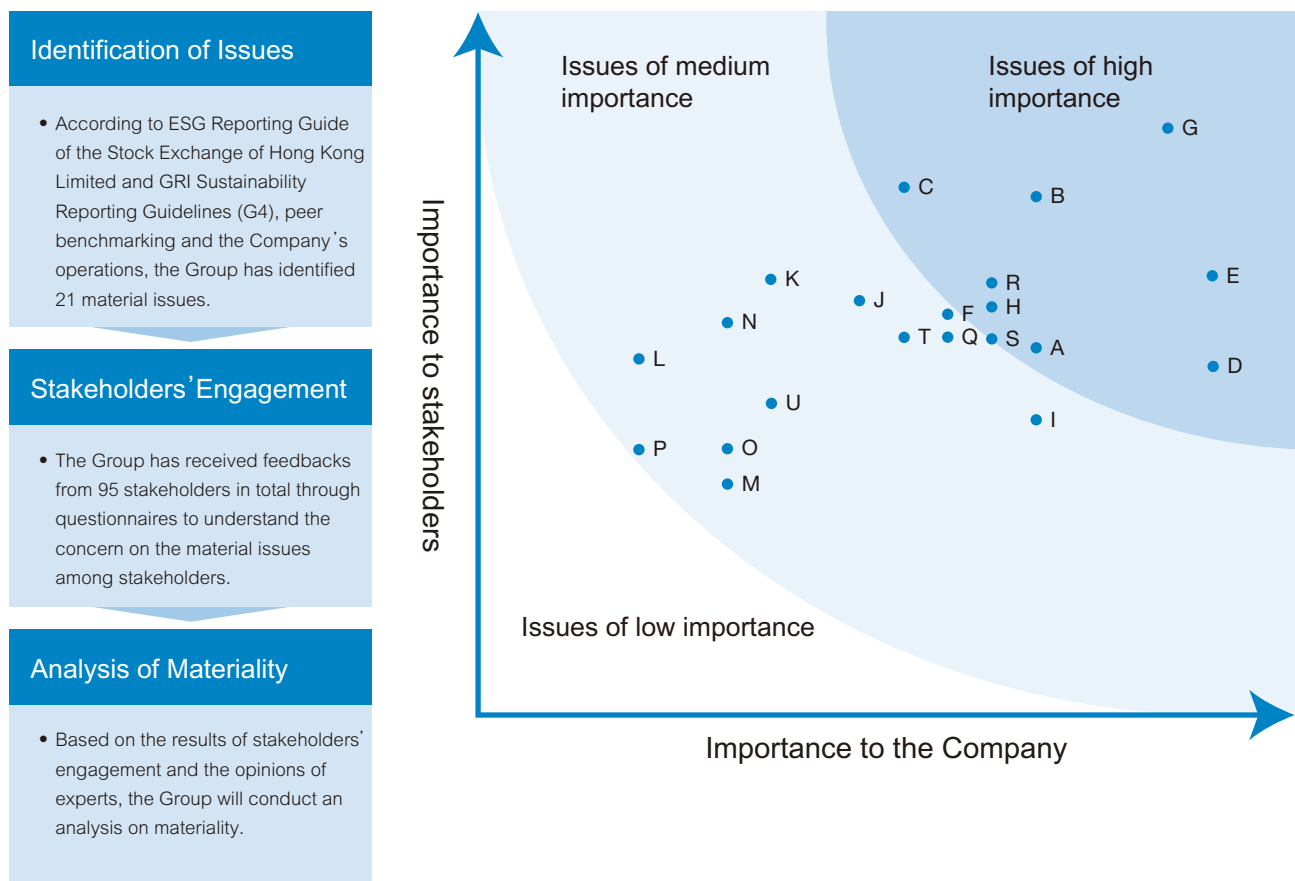 Identification of Issues
• According to ESG Reporting Guide
of the Stock Exchange of Hong Kong
Limited and GRI Sustainability
Reporting Guidelines (G4), peer
benchmarking and the Company’s
operations, the Group has identified
21 material issues.
Stakeholders’ Engagement
• The Group has received feedbacks
from 95 stakeholders in total through
questionnaires to understand the
concern on the material issues
among stakeholders.
Analysis of Materiality
• Based on the results of stakeholders’
engagement and the opinions of
experts, the Group will conduct an
analysis on materiality.
Importance to stakeholders
Issues of medium
importance
Issues of high
importance
G
C
B
E
K
R
J
H
F
N
T
Q
S
A
L
D
U
I
P
O
M
Issues of low importance
Importance to the Company